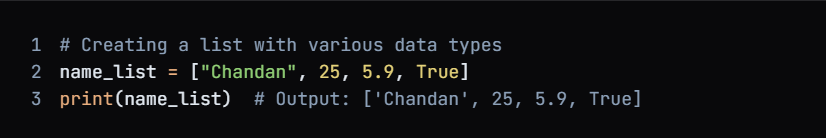 1 # Creating a list with various data types
2 name_list = ["Chandan", 25, 5.9, True]
3 print(name_list)  # Output: ['Chandan', 25, 5.9, True]